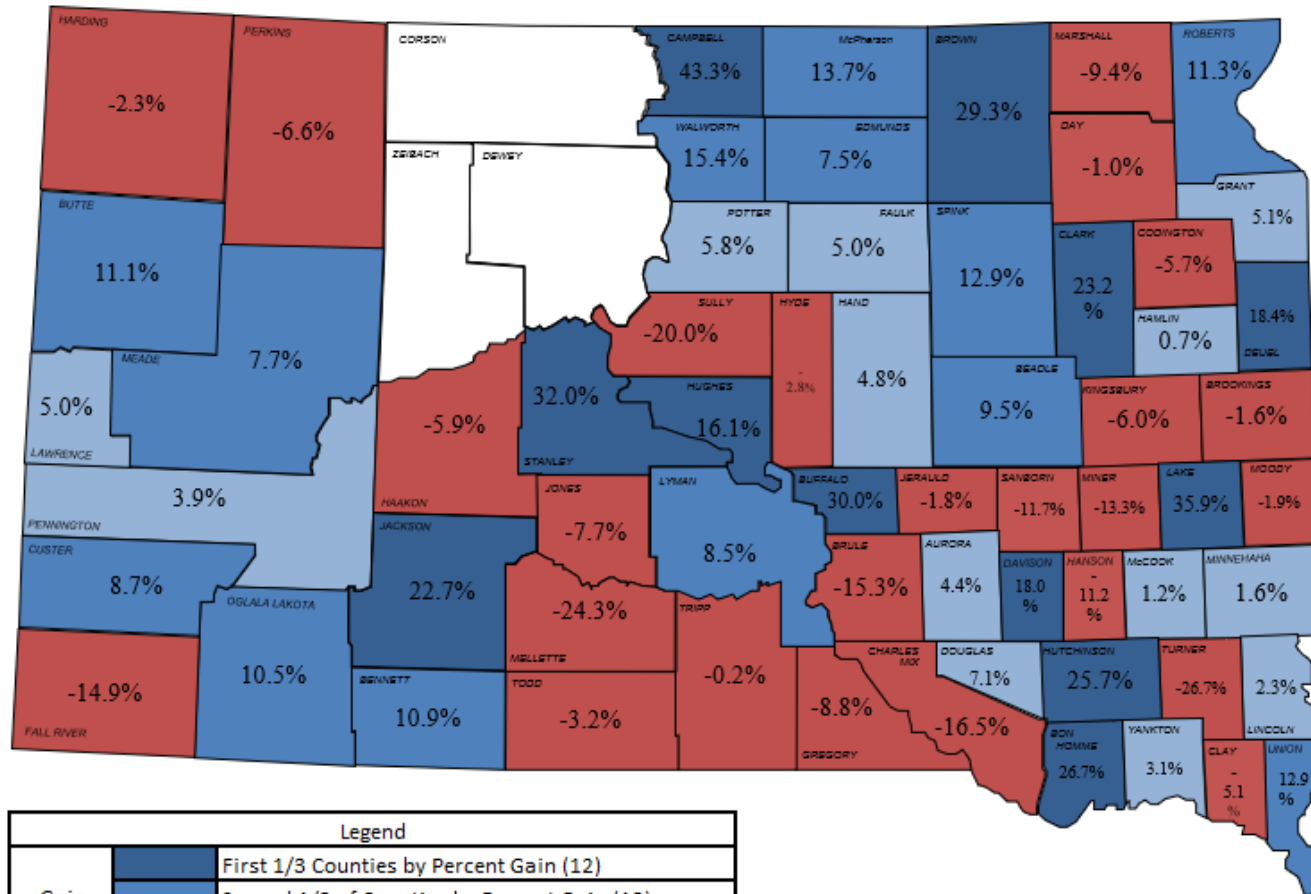 HARDING
-2.3%
PERKINS
-6.6%
CORSON
CAMPBELL
43.3%
McPherson
13.7%
BROWN
29.3%
MARSHALL
-9.4%
ROBERTS
11.3%
WALWORTH
15.4%
EDMUNDS
7.5%
DAY
-1.0%
ZEIBACH
DEWEY
GRANT
5.1%
BUTTE
11.1%
POTTER
5.8%
FAULK
5.0%
SPINK
12.9%
CLARK
23.2
%
CODINGTON
-5.7%
DEUEL
18.4%
HAMLIN
0.7%
MEADE
7.7%
SULLY
-20.0%
HYDE
-
2.8%
HAND
4.8%
BEADLE
9.5%
KINGSBURY
-6.0%
BROOKINGS
-1.6%
5.0%
LAWRENCE
-5.9%
HAAKON
32.0%
STANLEY
HUGHES
16.1%
3.9%
PENNINGTON
JONES
-7.7%
LYMAN
8.5%
BUFFALO
30.0%
JERAULD
-1.8%
SANBORN
-11.7%
MINER
-13.3%
LAKE
35.9%
MOODY
-1.9%
CUSTER
8.7%
JACKSON
22.7%
BRULE
-15.3%
AURORA
4.4%
DAVISON
18.0
%
HANSON
-
11.2
%
McCOOK
1.2%
MINNEHAHA
1.6%
OGLALA LAKOTA
10.5%
-24.3%
MELLETTE
TRIPP
-0.2%
-14.9%
FALL RIVER
BENNETT
10.9%
TODD
-3.2%
-8.8%
GREGORY
CHARLES
MIX
-16.5%
DOUGLAS
7.1%
HUTCHINSON
25.7%
TURNER
-26.7%
2.3%
LINCOLN
BON
HOMME
26.7%
YANKTON
3.1%
CLAY
-
5.1
%
UNION
12.9
%
Legend
First 1/3 Counties by Percent Gain (12)